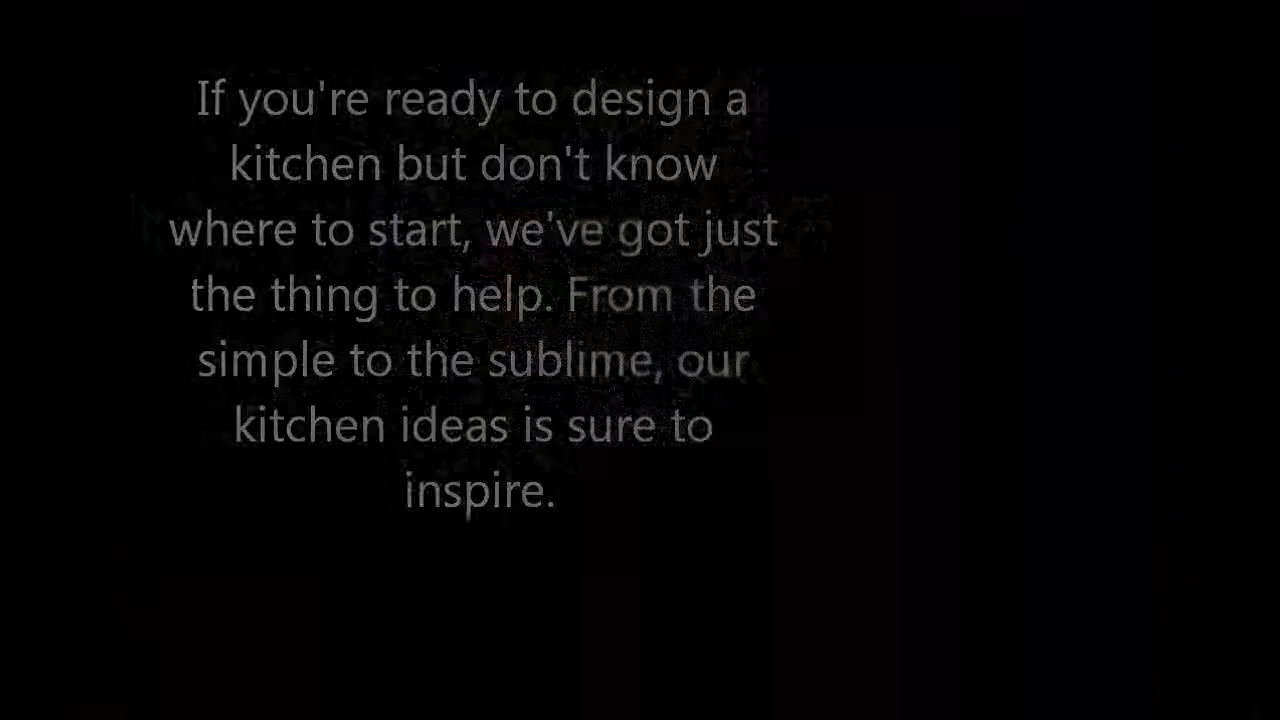 If you're ready to design a
kitchen but don't know
where to start, we've got just
the thing to help. From the
simple to the sublime, our
kitchen ideas is sure to
inspire.